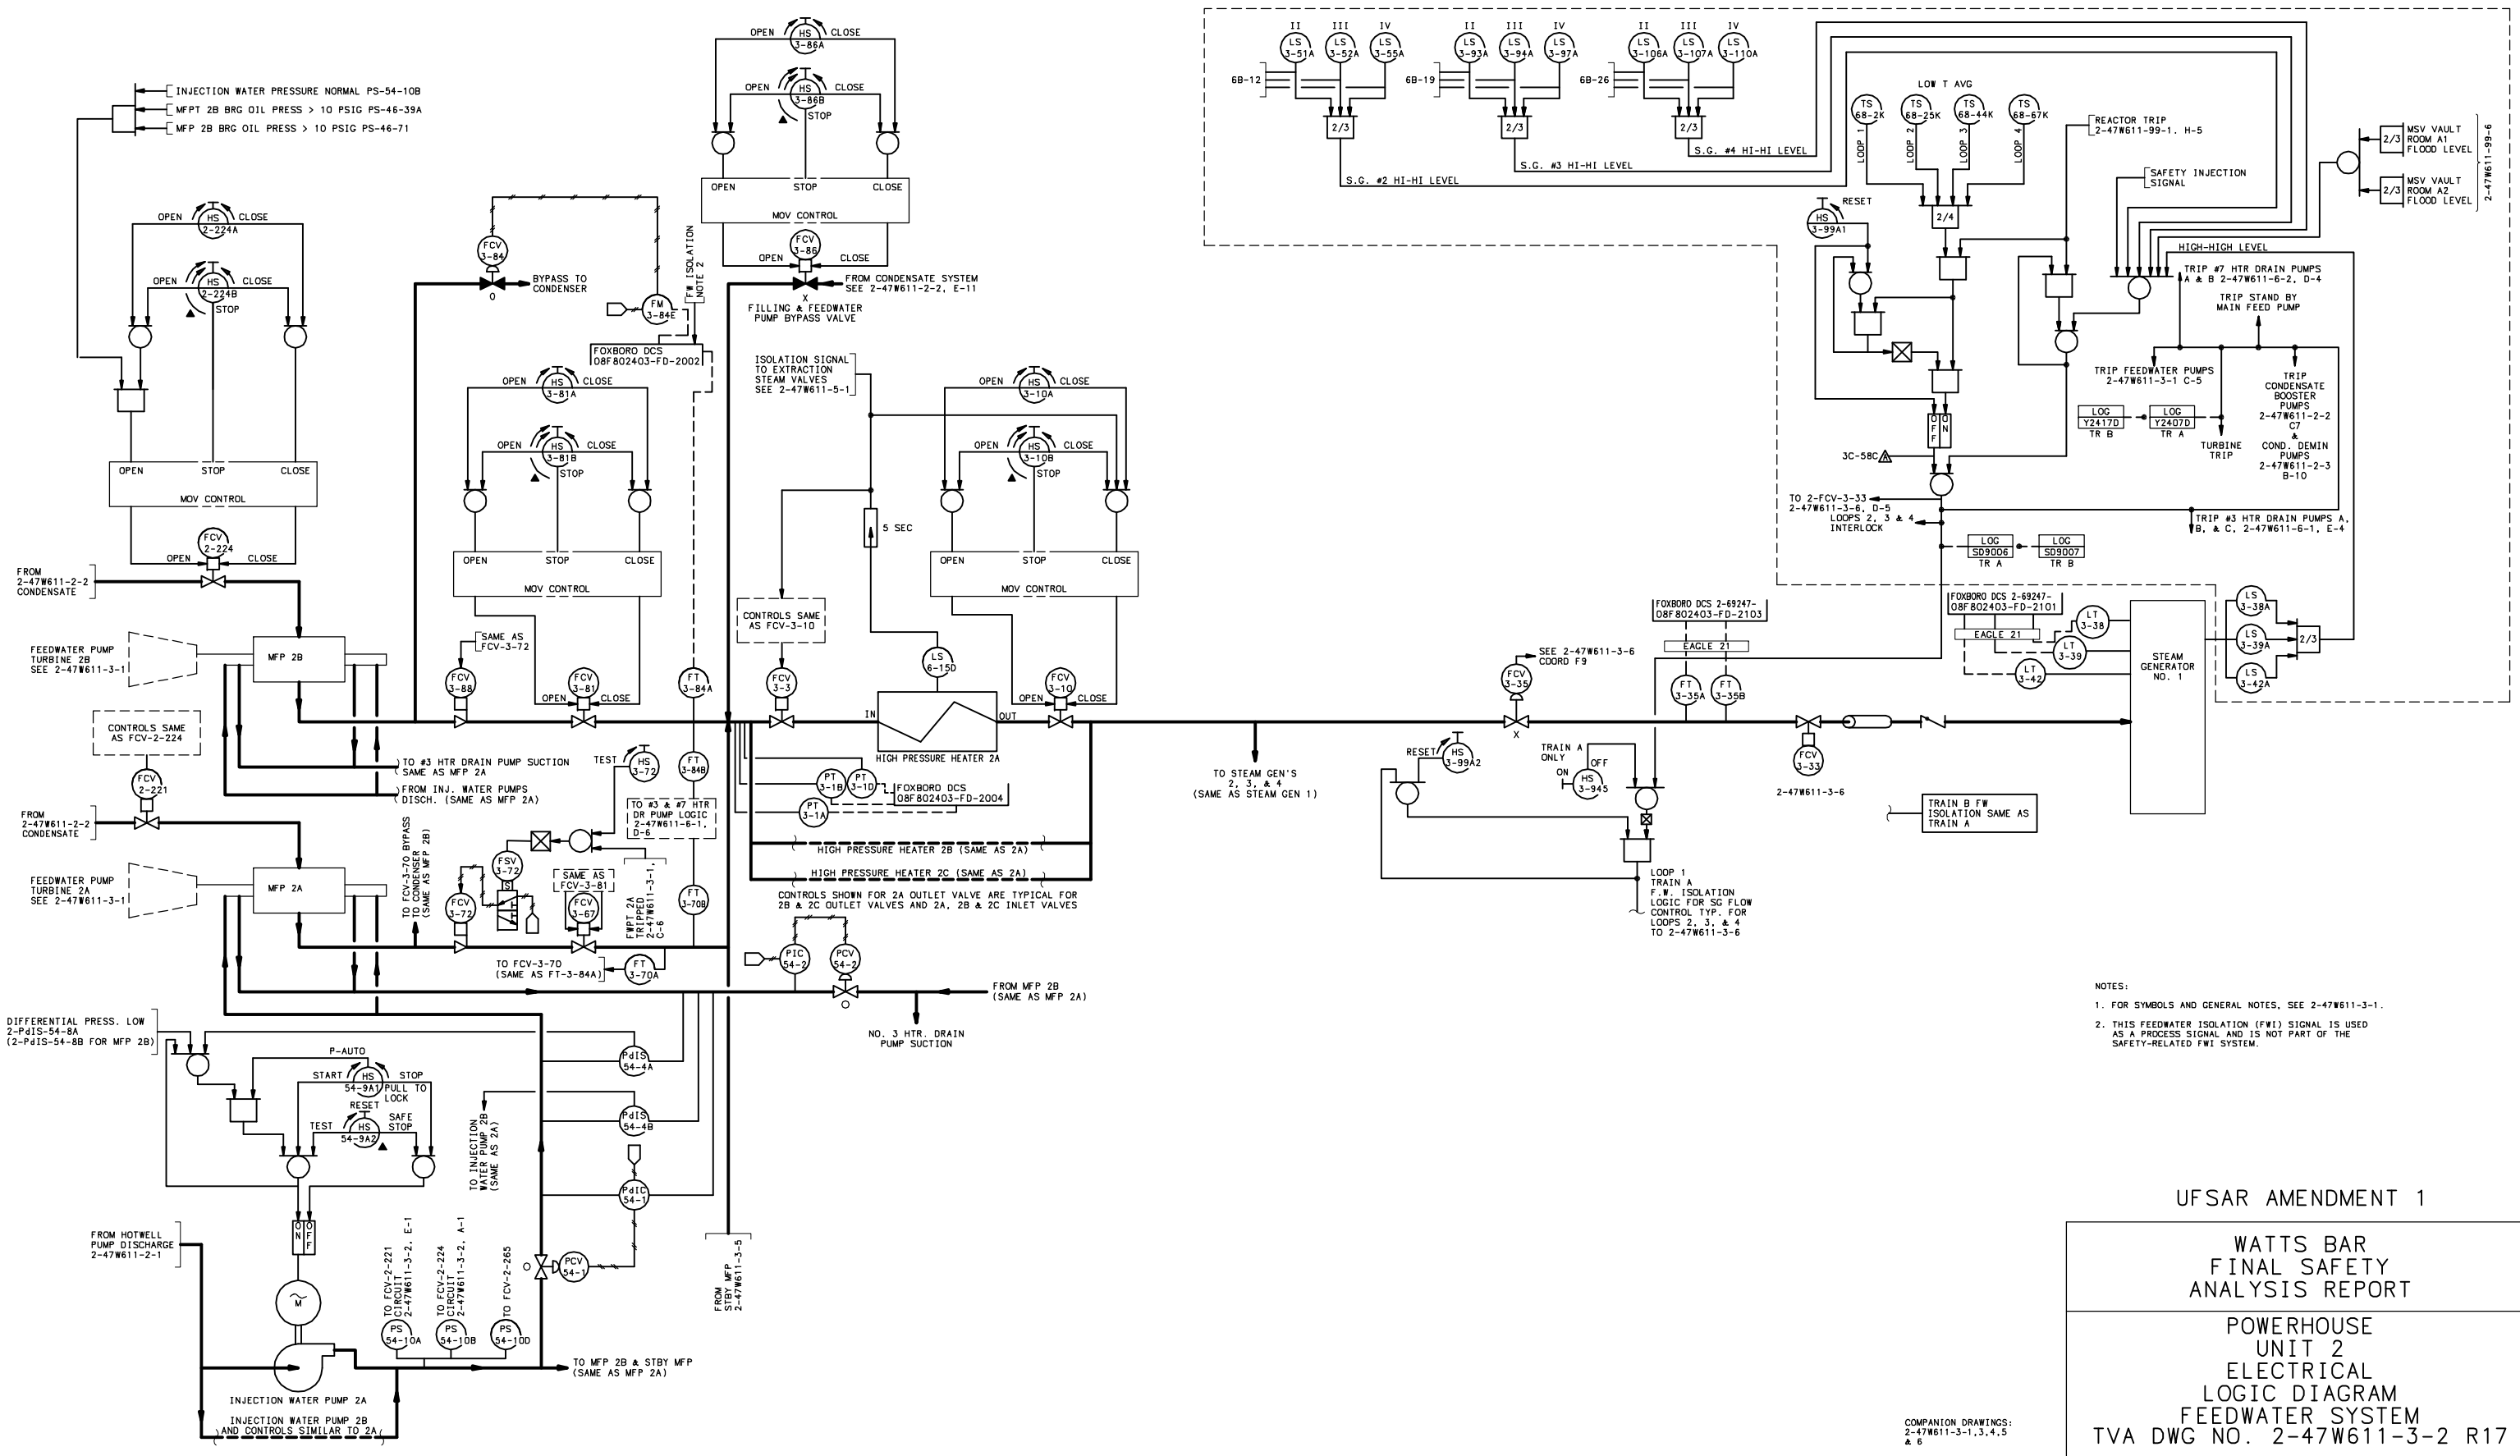 INJECTION WATER PRESSURE NORMAL PS-54-10B
MFPT 2B BRG OIL PRESS > 10 PSIG PS-46-39A
MFP 2B BRG OIL PRESS > 10 PSIG PS-46-71
OPEN HS 2-224A CLOSE
OPEN HS 2-224B CLOSE
STOP
OPEN STOP CLOSE
MOV CONTROL
FCV 2-224
OPEN CLOSE
FROM
2-47W611-2-2
CONDENSATE
FEEDWATER PUMP
TURBINE 2B
SEE 2-47W611-3-1
MFP 2B
CONTROLS SAME
AS FCV-2-224
FCV 2-221
FROM
2-47W611-2-2
CONDENSATE
FEEDWATER PUMP
TURBINE 2A
SEE 2-47W611-3-1
MFP 2A
TO #3 HTR DRAIN PUMP SUCTION
SAME AS MFP 2A
FROM INJ. WATER PUMPS
DISCH. (SAME AS MFP 2A)
OPEN HS 3-86A CLOSE
OPEN HS 3-86B CLOSE
STOP
OPEN STOP CLOSE
MOV CONTROL
FCV 3-86
OPEN CLOSE
FROM CONDENSATE SYSTEM
SEE 2-47W611-2-2, E-11
X
FILLING & FEEDWATER
PUMP BYPASS VALVE
FCV 3-84
O
BYPASS TO
CONDENSER
FM 3-84E
FW ISOLATION
NOTE 2
FOXBORO DCS
08F802403-FD-2002
OPEN HS 3-81A CLOSE
OPEN HS 3-81B CLOSE
STOP
OPEN STOP CLOSE
MOV CONTROL
SAME AS
FCV-3-72
FCV 3-88
FCV 3-81
OPEN CLOSE
FT 3-84A
FT 3-84B
ISOLATION SIGNAL
TO EXTRACTION
STEAM VALVES
SEE 2-47W611-5-1
5 SEC
CONTROLS SAME
AS FCV-3-10
FCV 3-3
LS 6-15D
OPEN HS 3-10A CLOSE
OPEN HS 3-10B CLOSE
STOP
OPEN STOP CLOSE
MOV CONTROL
FCV 3-10
OPEN CLOSE
IN OUT
HIGH PRESSURE HEATER 2A
PT 3-1B
PT 3-1D
PT 3-1A
FOXBORO DCS
08F802403-FD-2004
HIGH PRESSURE HEATER 2B (SAME AS 2A)
HIGH PRESSURE HEATER 2C (SAME AS 2A)
CONTROLS SHOWN FOR 2A OUTLET VALVE ARE TYPICAL FOR
2B & 2C OUTLET VALVES AND 2A, 2B & 2C INLET VALVES
TEST HS 3-72
TO #3 & #7 HTR
DR PUMP LOGIC
2-47W611-6-1,
D-6
TO FCV-3-70 BYPASS
TO CONDENSER
(SAME AS MFP 2B)
FSV 3-72
S
FCV 3-72
SAME AS
FCV-3-81
FCV 3-67
FWPT 2A
TRIPPED
2-47W611-3-1,
C-6
FT 3-70B
TO FCV-3-70
(SAME AS FT-3-84A)
FT 3-70A
PIC 54-2
PCV 54-2
O
FROM MFP 2B
(SAME AS MFP 2A)
NO. 3 HTR. DRAIN
PUMP SUCTION
DIFFERENTIAL PRESS. LOW
2-PdIS-54-8A
(2-PdIS-54-8B FOR MFP 2B)
P-AUTO
START HS STOP
54-9A1 PULL TO
LOCK
RESET
TEST HS 54-9A2 SAFE
STOP
ON OFF
M
FROM HOTWELL
PUMP DISCHARGE
2-47W611-2-1
INJECTION WATER PUMP 2A
INJECTION WATER PUMP 2B
AND CONTROLS SIMILAR TO 2A
TO FCV-2-221
CIRCUIT
2-47W611-3-2, E-1
TO FCV-2-224
CIRCUIT
2-47W611-3-2, A-1
TO FCV-2-265
PS 54-10A
PS 54-10B
PS 54-10D
TO MFP 2B & STBY MFP
(SAME AS MFP 2A)
TO INJECTION
WATER PUMP 2B
(SAME AS 2A)
PdIS 54-4A
PdIS 54-4B
PdIC 54-1
O
PCV 54-1
FROM
STBY MFP
2-47W611-3-5
II III IV
LS 3-51A
LS 3-52A
LS 3-55A
6B-12
2/3
II III IV
LS 3-93A
LS 3-94A
LS 3-97A
6B-19
2/3
II III IV
LS 3-106A
LS 3-107A
LS 3-110A
6B-26
2/3
S.G. #4 HI-HI LEVEL
S.G. #3 HI-HI LEVEL
S.G. #2 HI-HI LEVEL
LOW T AVG
TS 68-2K
TS 68-25K
TS 68-44K
TS 68-67K
LOOP 1
LOOP 2
LOOP 3
LOOP 4
2/4
REACTOR TRIP
2-47W611-99-1. H-5
SAFETY INJECTION
SIGNAL
2/3 MSV VAULT
ROOM A1
FLOOD LEVEL
2/3 MSV VAULT
ROOM A2
FLOOD LEVEL
2-47W611-99-6
RESET
HS 3-99A1
HIGH-HIGH LEVEL
TRIP #7 HTR DRAIN PUMPS
A & B 2-47W611-6-2, D-4
TRIP STAND BY
MAIN FEED PUMP
TRIP FEEDWATER PUMPS
2-47W611-3-1 C-5
LOG Y2417D
TR B
LOG Y2407D
TR A
TURBINE
TRIP
TRIP
CONDENSATE
BOOSTER
PUMPS
2-47W611-2-2
C7
&
COND. DEMIN
PUMPS
2-47W611-2-3
B-10
OFF ON
3C-58C A
TO 2-FCV-3-33
2-47W611-3-6, D-5
LOOPS 2, 3 & 4
INTERLOCK
TRIP #3 HTR DRAIN PUMPS A,
B, & C, 2-47W611-6-1, E-4
LOG SD9006
TR A
LOG SD9007
TR B
FOXBORO DCS 2-69247-
08F802403-FD-2103
EAGLE 21
FT 3-35A
FT 3-35B
FOXBORO DCS 2-69247-
08F802403-FD-2101
EAGLE 21
LT 3-38
LT 3-39
LT 3-42
STEAM
GENERATOR
NO. 1
LS 3-38A
LS 3-39A
LS 3-42A
2/3
FCV 3-35
SEE 2-47W611-3-6
COORD F9
X
TO STEAM GEN'S
2, 3, & 4
(SAME AS STEAM GEN 1)
RESET HS 3-99A2
TRAIN A
ONLY
OFF
ON
HS 3-945
FCV 3-33
2-47W611-3-6
TRAIN B FW
ISOLATION SAME AS
TRAIN A
LOOP 1
TRAIN A
F.W. ISOLATION
LOGIC FOR SG FLOW
CONTROL TYP. FOR
LOOPS 2, 3, & 4
TO 2-47W611-3-6
NOTES:
1. FOR SYMBOLS AND GENERAL NOTES, SEE 2-47W611-3-1.
2. THIS FEEDWATER ISOLATION (FWI) SIGNAL IS USED
AS A PROCESS SIGNAL AND IS NOT PART OF THE
SAFETY-RELATED FWI SYSTEM.
UFSAR AMENDMENT 1
WATTS BAR
FINAL SAFETY
ANALYSIS REPORT
POWERHOUSE
UNIT 2
ELECTRICAL
LOGIC DIAGRAM
FEEDWATER SYSTEM
TVA DWG NO. 2-47W611-3-2 R17
COMPANION DRAWINGS:
2-47W611-3-1,3,4,5
& 6